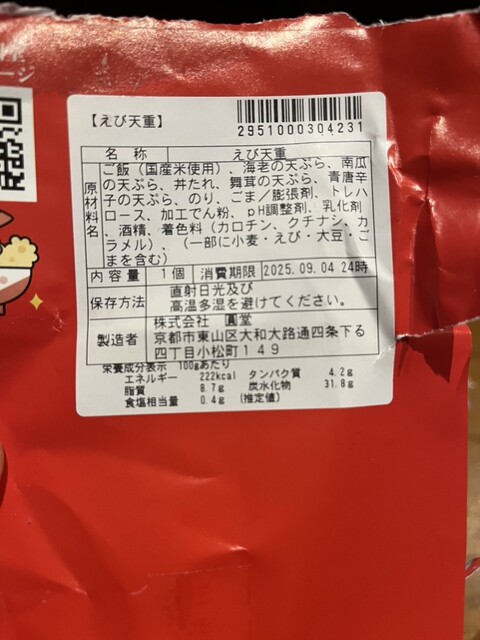 ージ
【えび天重】
2951000304231
名称 えび天重
原材料名 ご飯（国産米使用）、海老の天ぷら、南瓜
の天ぷら、丼たれ、舞茸の天ぷら、青唐辛
子の天ぷら、のり、ごま／膨張剤、トレハ
ロース、加工でん粉、pH調整剤、乳化剤
、酒精、着色料（カロチン、クチナシ、カ
ラメル）、（一部に小麦・えび・大豆・ご
まを含む）
内容量 1個 消費期限 2025.09.04 24時
保存方法 直射日光及び
高温多湿を避けてください。
製造者 株式会社 圓堂
京都市東山区大和大路通四条下る
四丁目小松町149
栄養成分表示 100gあたり
エネルギー 222kcal タンパク質 4.2g
脂質 8.7g 炭水化物 31.8g
食塩相当量 0.4g (推定値)